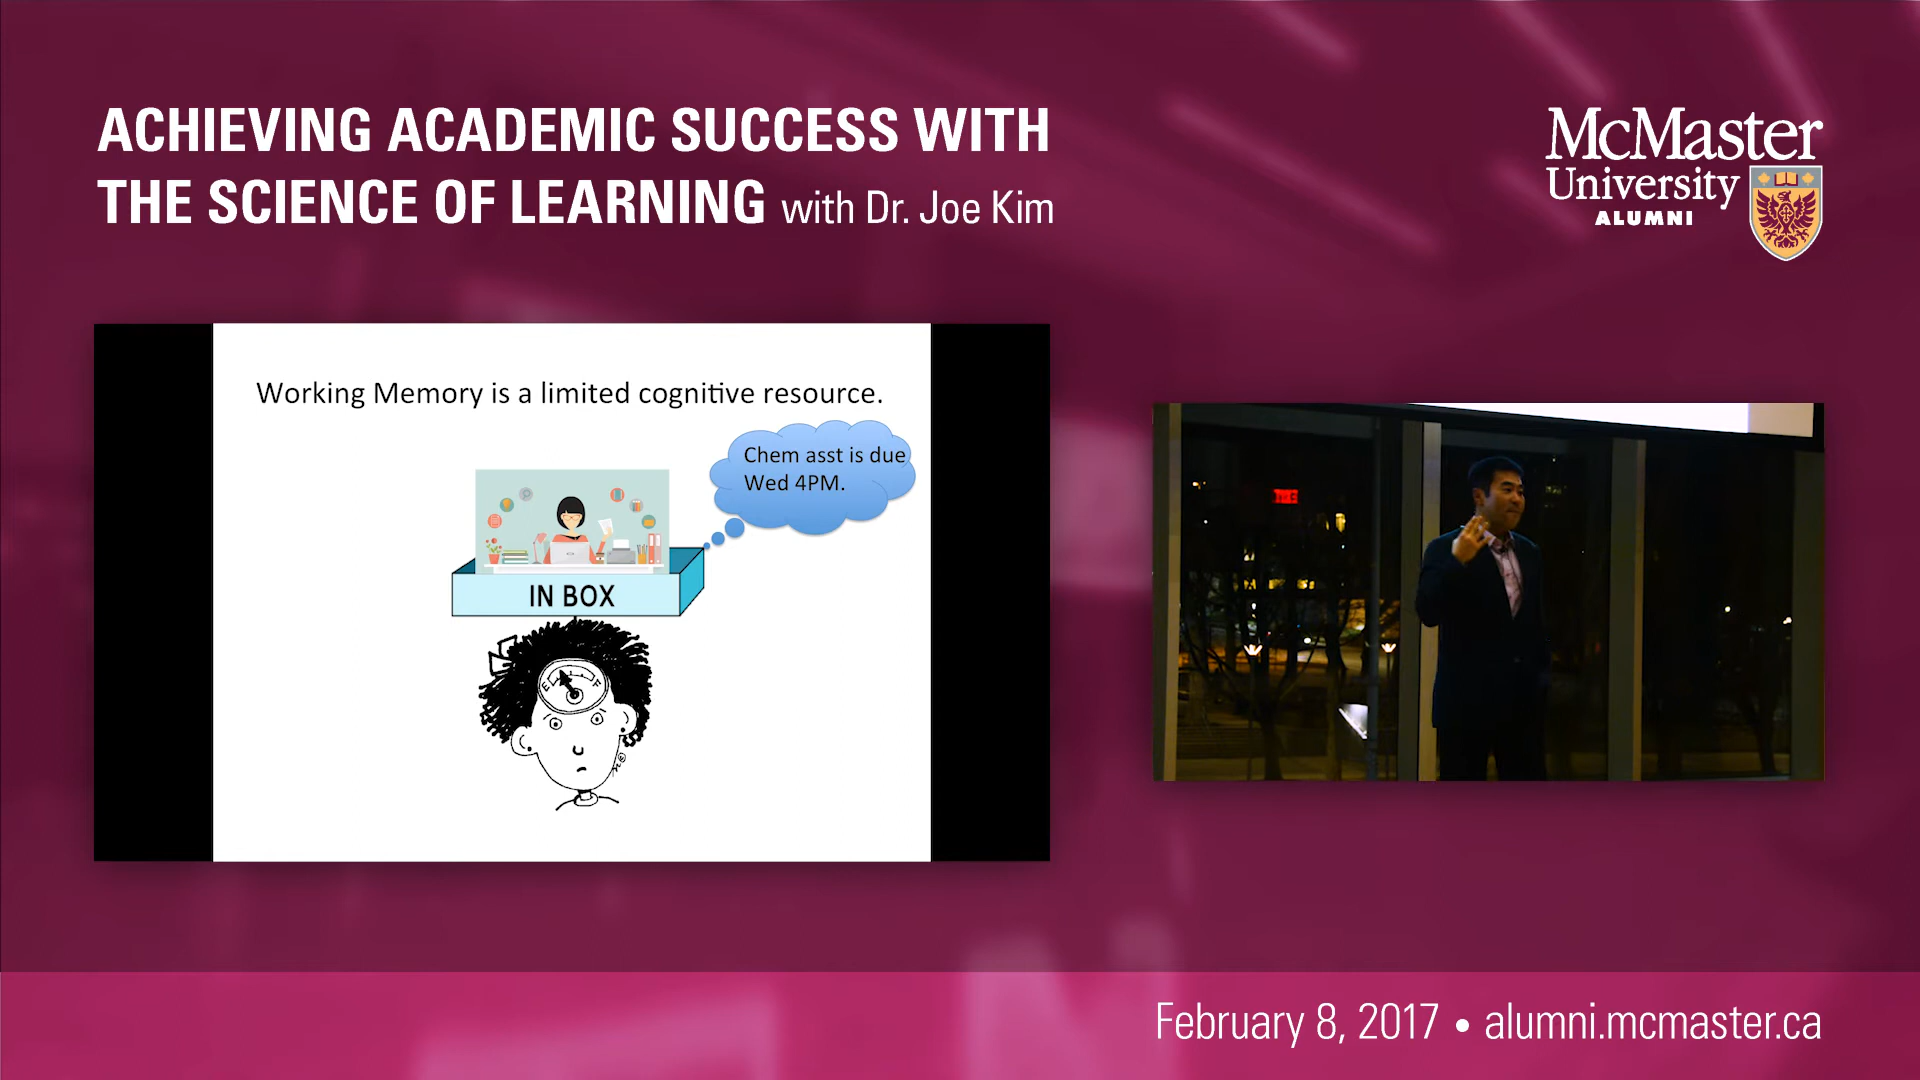 ACHIEVING ACADEMIC SUCCESS WITH
THE SCIENCE OF LEARNING with Dr. Joe Kim
McMaster
University
ALUMNI
Working Memory is a limited cognitive resource.
Chem asst is due
Wed 4PM.
IN BOX
E F
February 8, 2017 • alumni.mcmaster.ca